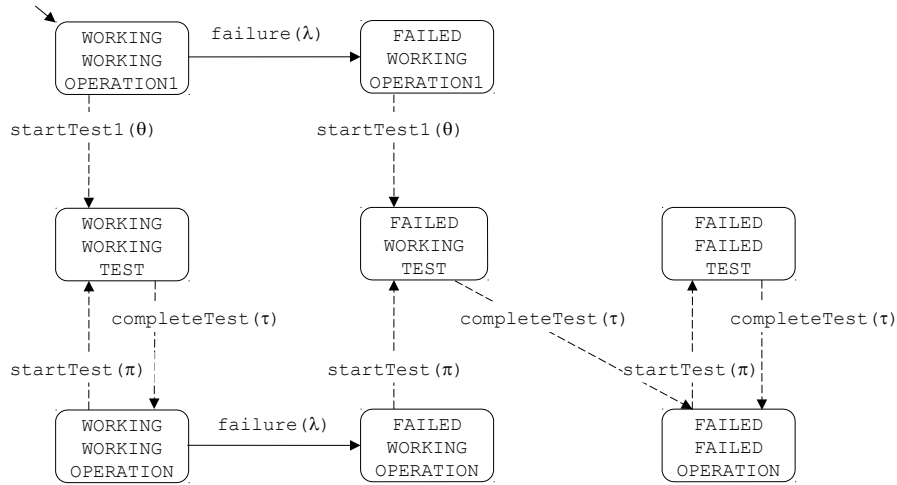 WORKING
WORKING
OPERATION1
failure(λ)
FAILED
WORKING
OPERATION1
startTest1(θ)
startTest1(θ)
WORKING
WORKING
TEST
FAILED
WORKING
TEST
FAILED
FAILED
TEST
completeTest(τ)
completeTest(τ)
completeTest(τ)
startTest(π)
startTest(π)
startTest(π)
WORKING
WORKING
OPERATION
failure(λ)
FAILED
WORKING
OPERATION
FAILED
FAILED
OPERATION